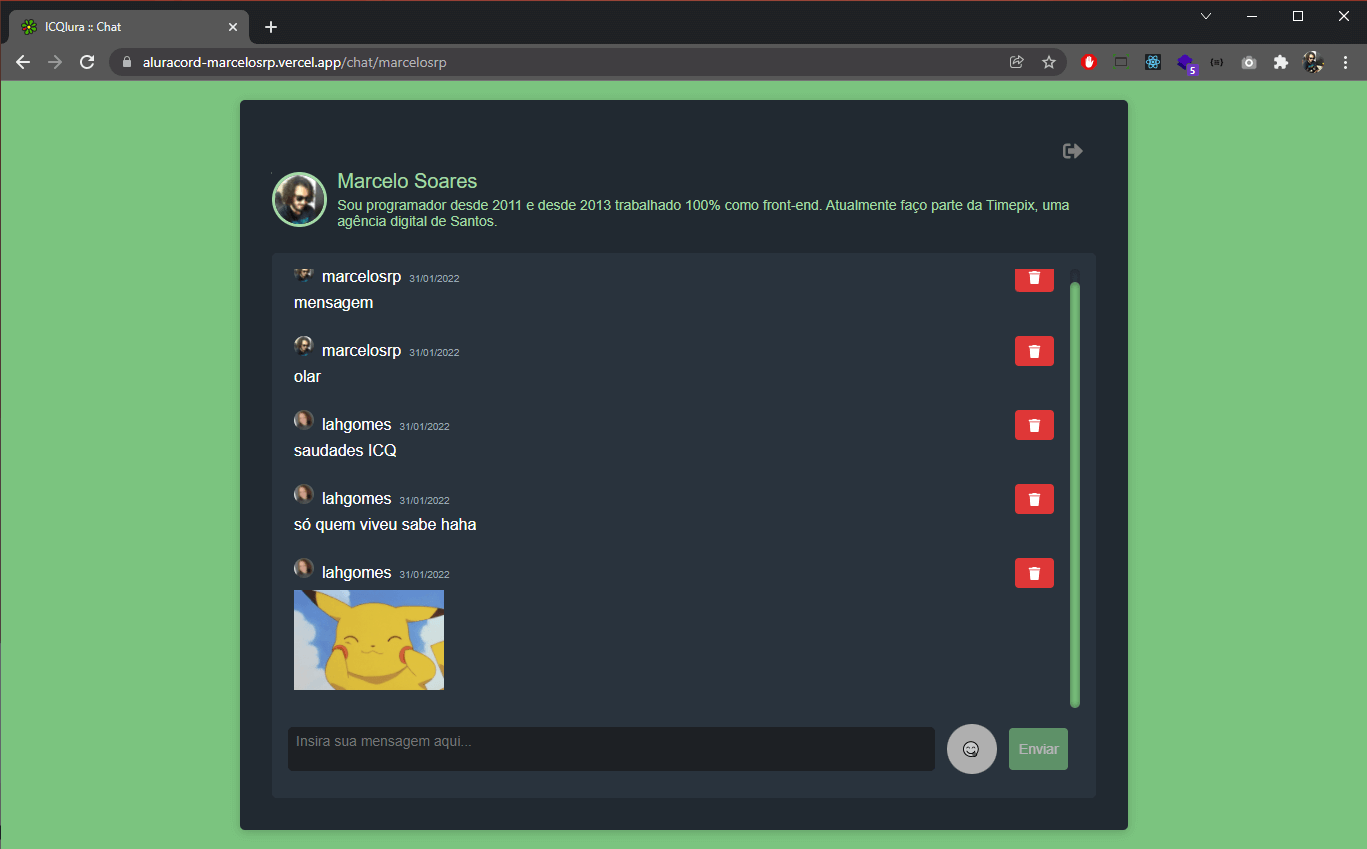 ICQlura :: Chat
aluracord-marcelosrp.vercel.app/chat/marcelosrp
5
Marcelo Soares
Sou programador desde 2011 e desde 2013 trabalhado 100% como front-end. Atualmente faço parte da Timepix, uma
agência digital de Santos.
marcelosrp 31/01/2022
mensagem
marcelosrp 31/01/2022
olar
lahgomes 31/01/2022
saudades ICQ
lahgomes 31/01/2022
só quem viveu sabe haha
lahgomes 31/01/2022
Insira sua mensagem aqui...
Enviar